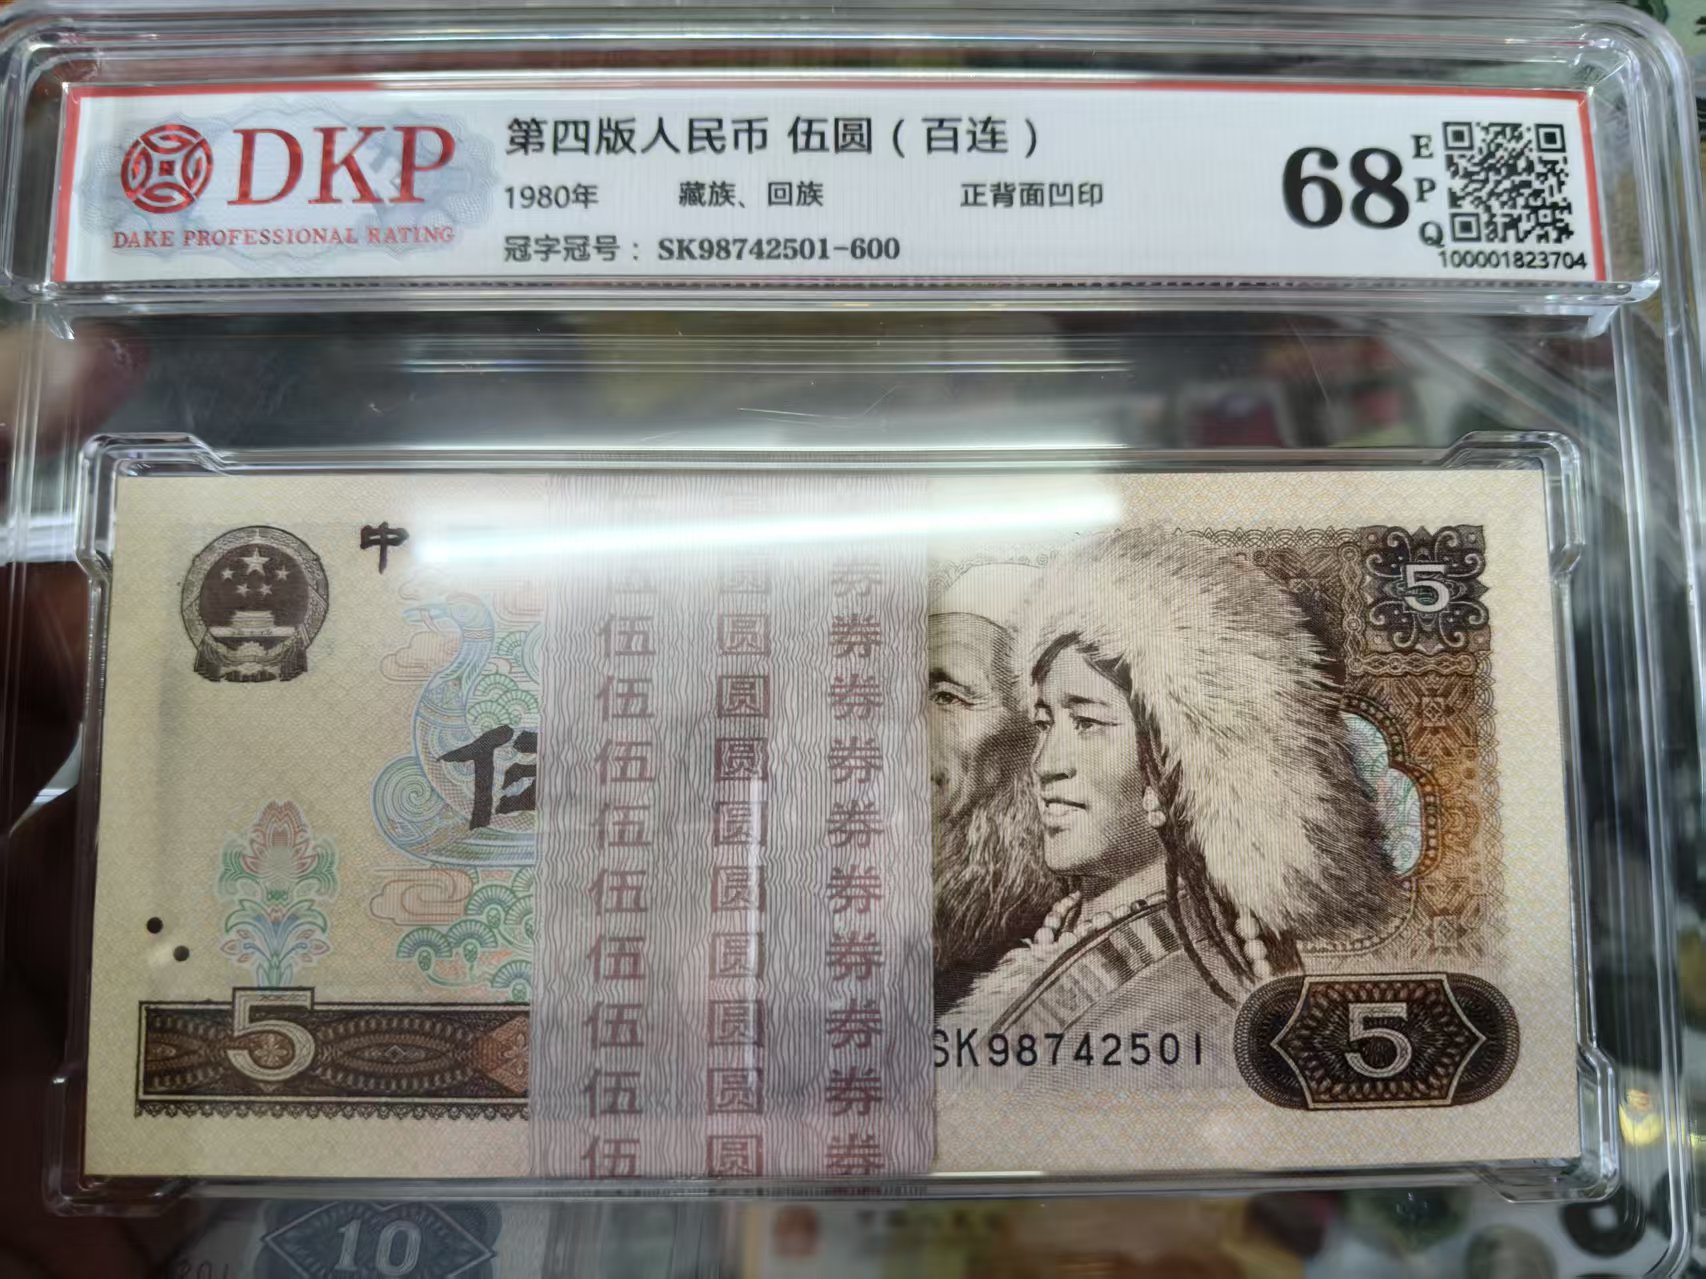 DKP
DAKE PROFESSIONAL RATING
第四版人民币 伍圆（百连）
1980年 藏族、回族 正背面凹印
冠字冠号：SK98742501-600
68
E
P
Q
100001823704
中
5
伍
伍 圆 券
伍 圆 券
伍 圆 券
伍 圆 券
伍 圆 券
伍 圆 券
伍 圆 券
伍 圆 券
伍 圆 券
5
SK98742501
5
10